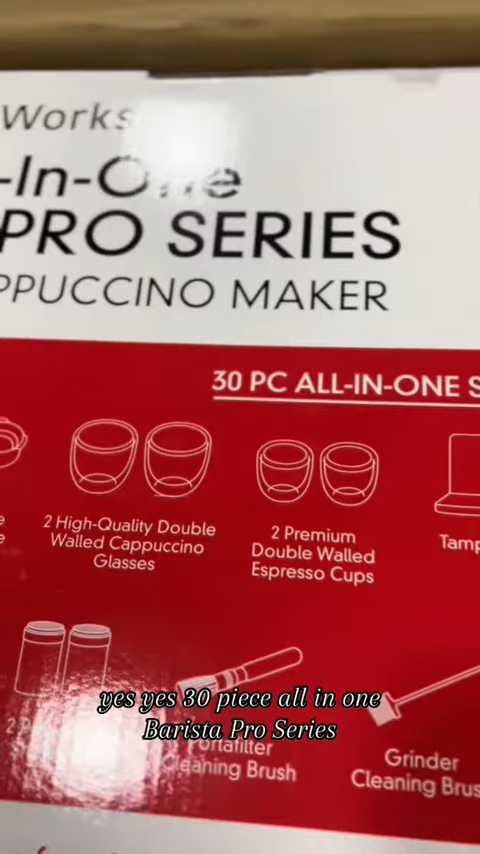 Works
-In-One
PRO SERIES
PPUCCINO MAKER
30 PC ALL-IN-ONE S
2 High-Quality Double
Walled Cappuccino
Glasses
2 Premium
Double Walled
Espresso Cups
Tamp
yes yes 30 piece all in one
Barista Pro Series
Portafilter
Cleaning Brush
Grinder
Cleaning Brus